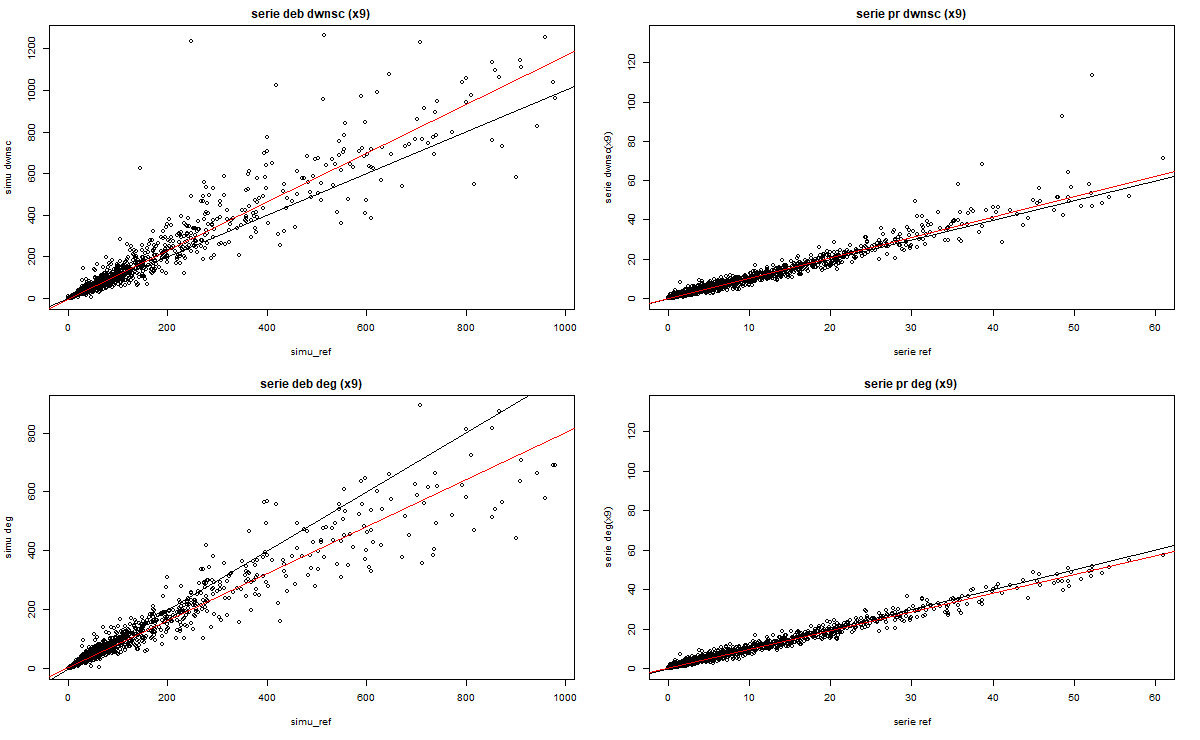 serie deb dwnsc (x9)
simu dwnsc
0 200 400 600 800 1000 1200
0 200 400 600 800 1000
simu_ref
serie pr dwnsc (x9)
serie dwnsc(x9)
0 20 40 60 80 100 120
0 10 20 30 40 50 60
serie ref
serie deb deg (x9)
simu deg
0 200 400 600 800
0 200 400 600 800 1000
simu_ref
serie pr deg (x9)
serie deg(x9)
0 20 40 60 80 100 120
0 10 20 30 40 50 60
serie ref